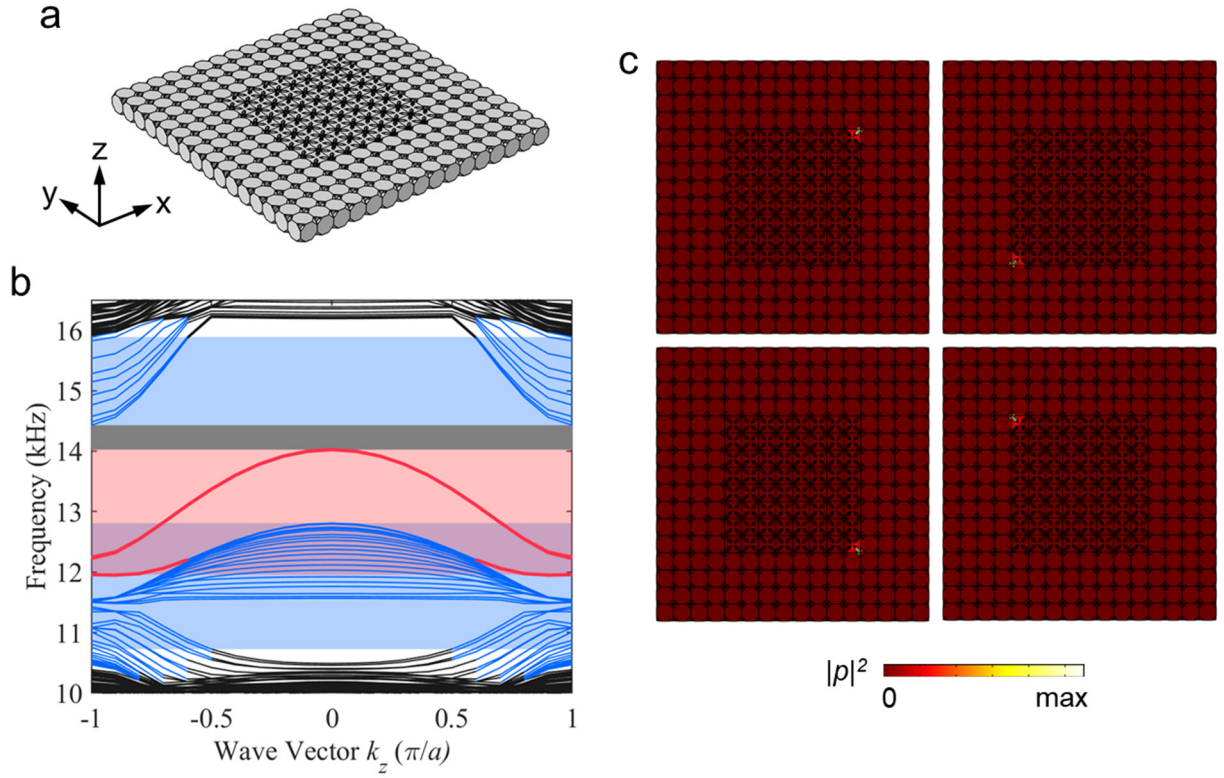 a
z
y
x
b
16
15
14
13
12
11
10
Frequency (kHz)
-1
-0.5
0
0.5
1
Wave Vector k_z (π/a)
c
|p|²
0
max